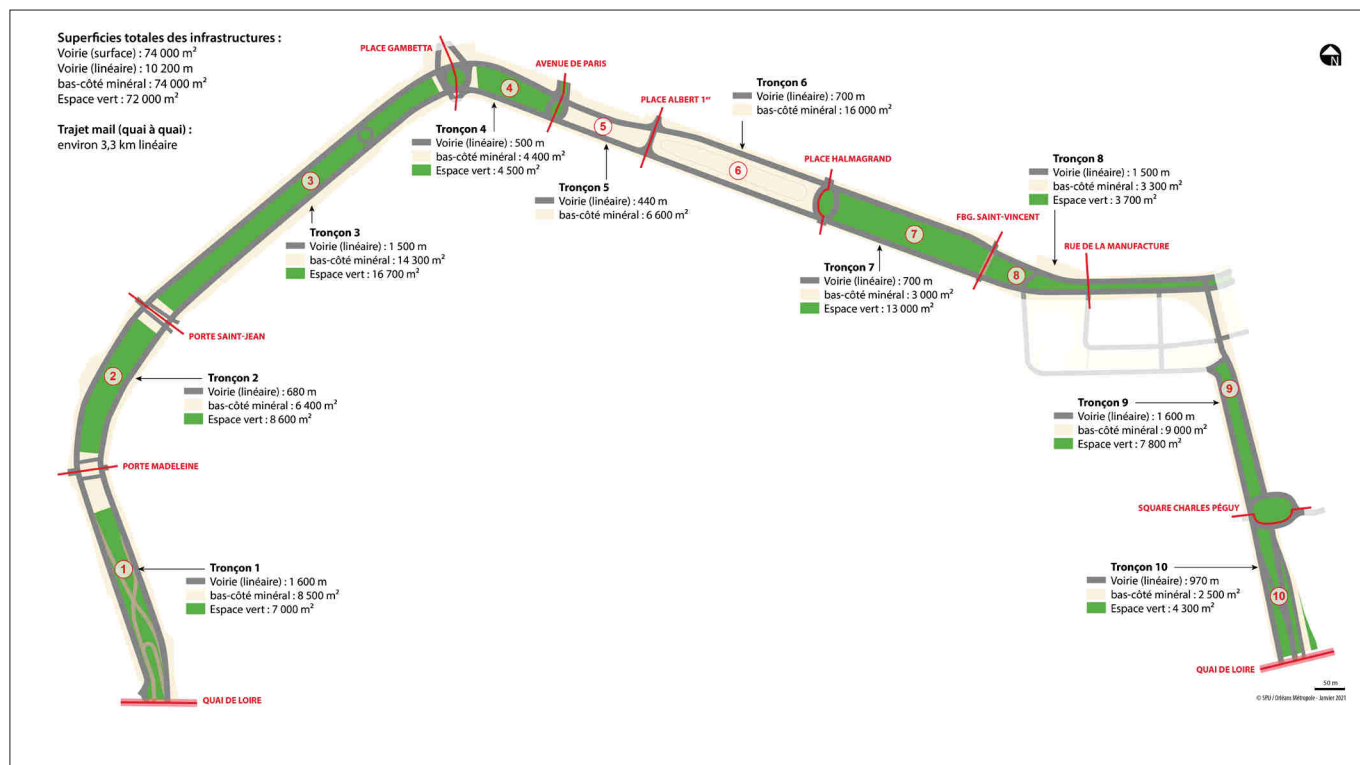 Superficies totales des infrastructures :
Voirie (surface) : 74 000 m²
Voirie (linéaire) : 10 200 m
bas-côté minéral : 74 000 m²
Espace vert : 72 000 m²
Trajet mail (quai à quai) :
environ 3,3 km linéaire
PLACE GAMBETTA
AVENUE DE PARIS
PLACE ALBERT 1er
N
4
Tronçon 4
Voirie (linéaire) : 500 m
bas-côté minéral : 4 400 m²
Espace vert : 4 500 m²
5
Tronçon 5
Voirie (linéaire) : 440 m
bas-côté minéral : 6 600 m²
Tronçon 6
Voirie (linéaire) : 700 m
bas-côté minéral : 16 000 m²
6
PLACE HALMAGRAND
3
Tronçon 3
Voirie (linéaire) : 1 500 m
bas-côté minéral : 14 300 m²
Espace vert : 16 700 m²
7
Tronçon 7
Voirie (linéaire) : 700 m
bas-côté minéral : 3 000 m²
Espace vert : 13 000 m²
FBG. SAINT-VINCENT
Tronçon 8
Voirie (linéaire) : 1 500 m
bas-côté minéral : 3 300 m²
Espace vert : 3 700 m²
8
RUE DE LA MANUFACTURE
PORTE SAINT-JEAN
2
Tronçon 2
Voirie (linéaire) : 680 m
bas-côté minéral : 6 400 m²
Espace vert : 8 600 m²
PORTE MADELEINE
9
Tronçon 9
Voirie (linéaire) : 1 600 m
bas-côté minéral : 9 000 m²
Espace vert : 7 800 m²
SQUARE CHARLES PÉGUY
1
Tronçon 1
Voirie (linéaire) : 1 600 m
bas-côté minéral : 8 500 m²
Espace vert : 7 000 m²
QUAI DE LOIRE
Tronçon 10
Voirie (linéaire) : 970 m
bas-côté minéral : 2 500 m²
Espace vert : 4 300 m²
10
QUAI DE LOIRE
50 m
© SPU / Orléans Métropole - Janvier 2021